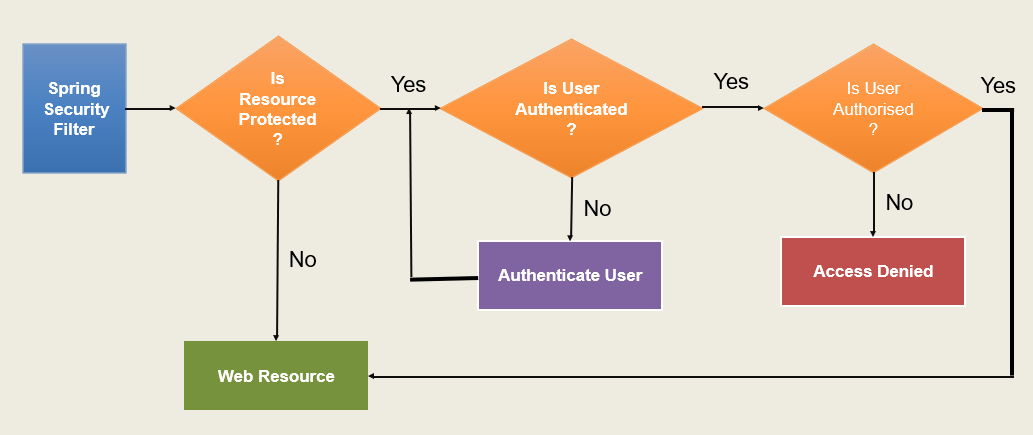 Spring
Security
Filter
Is
Resource
Protected
?
Yes
Is User
Authenticated
?
Yes
Is User
Authorised
?
Yes
No
No
No
Authenticate User
Access Denied
Web Resource